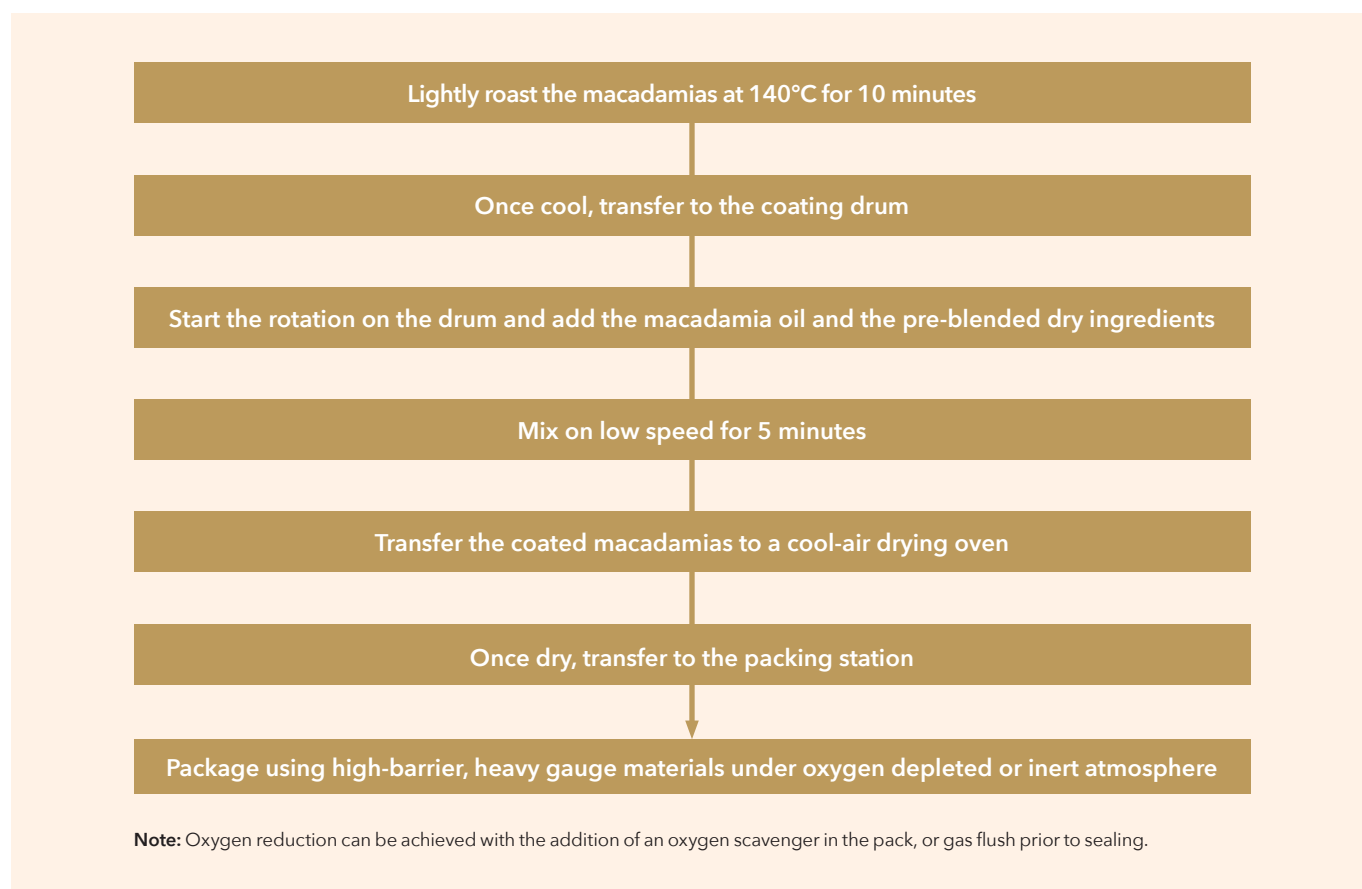 Lightly roast the macadamias at 140°C for 10 minutes
Once cool, transfer to the coating drum
Start the rotation on the drum and add the macadamia oil and the pre-blended dry ingredients
Mix on low speed for 5 minutes
Transfer the coated macadamias to a cool-air drying oven
Once dry, transfer to the packing station
Package using high-barrier, heavy gauge materials under oxygen depleted or inert atmosphere
Note: Oxygen reduction can be achieved with the addition of an oxygen scavenger in the pack, or gas flush prior to sealing.